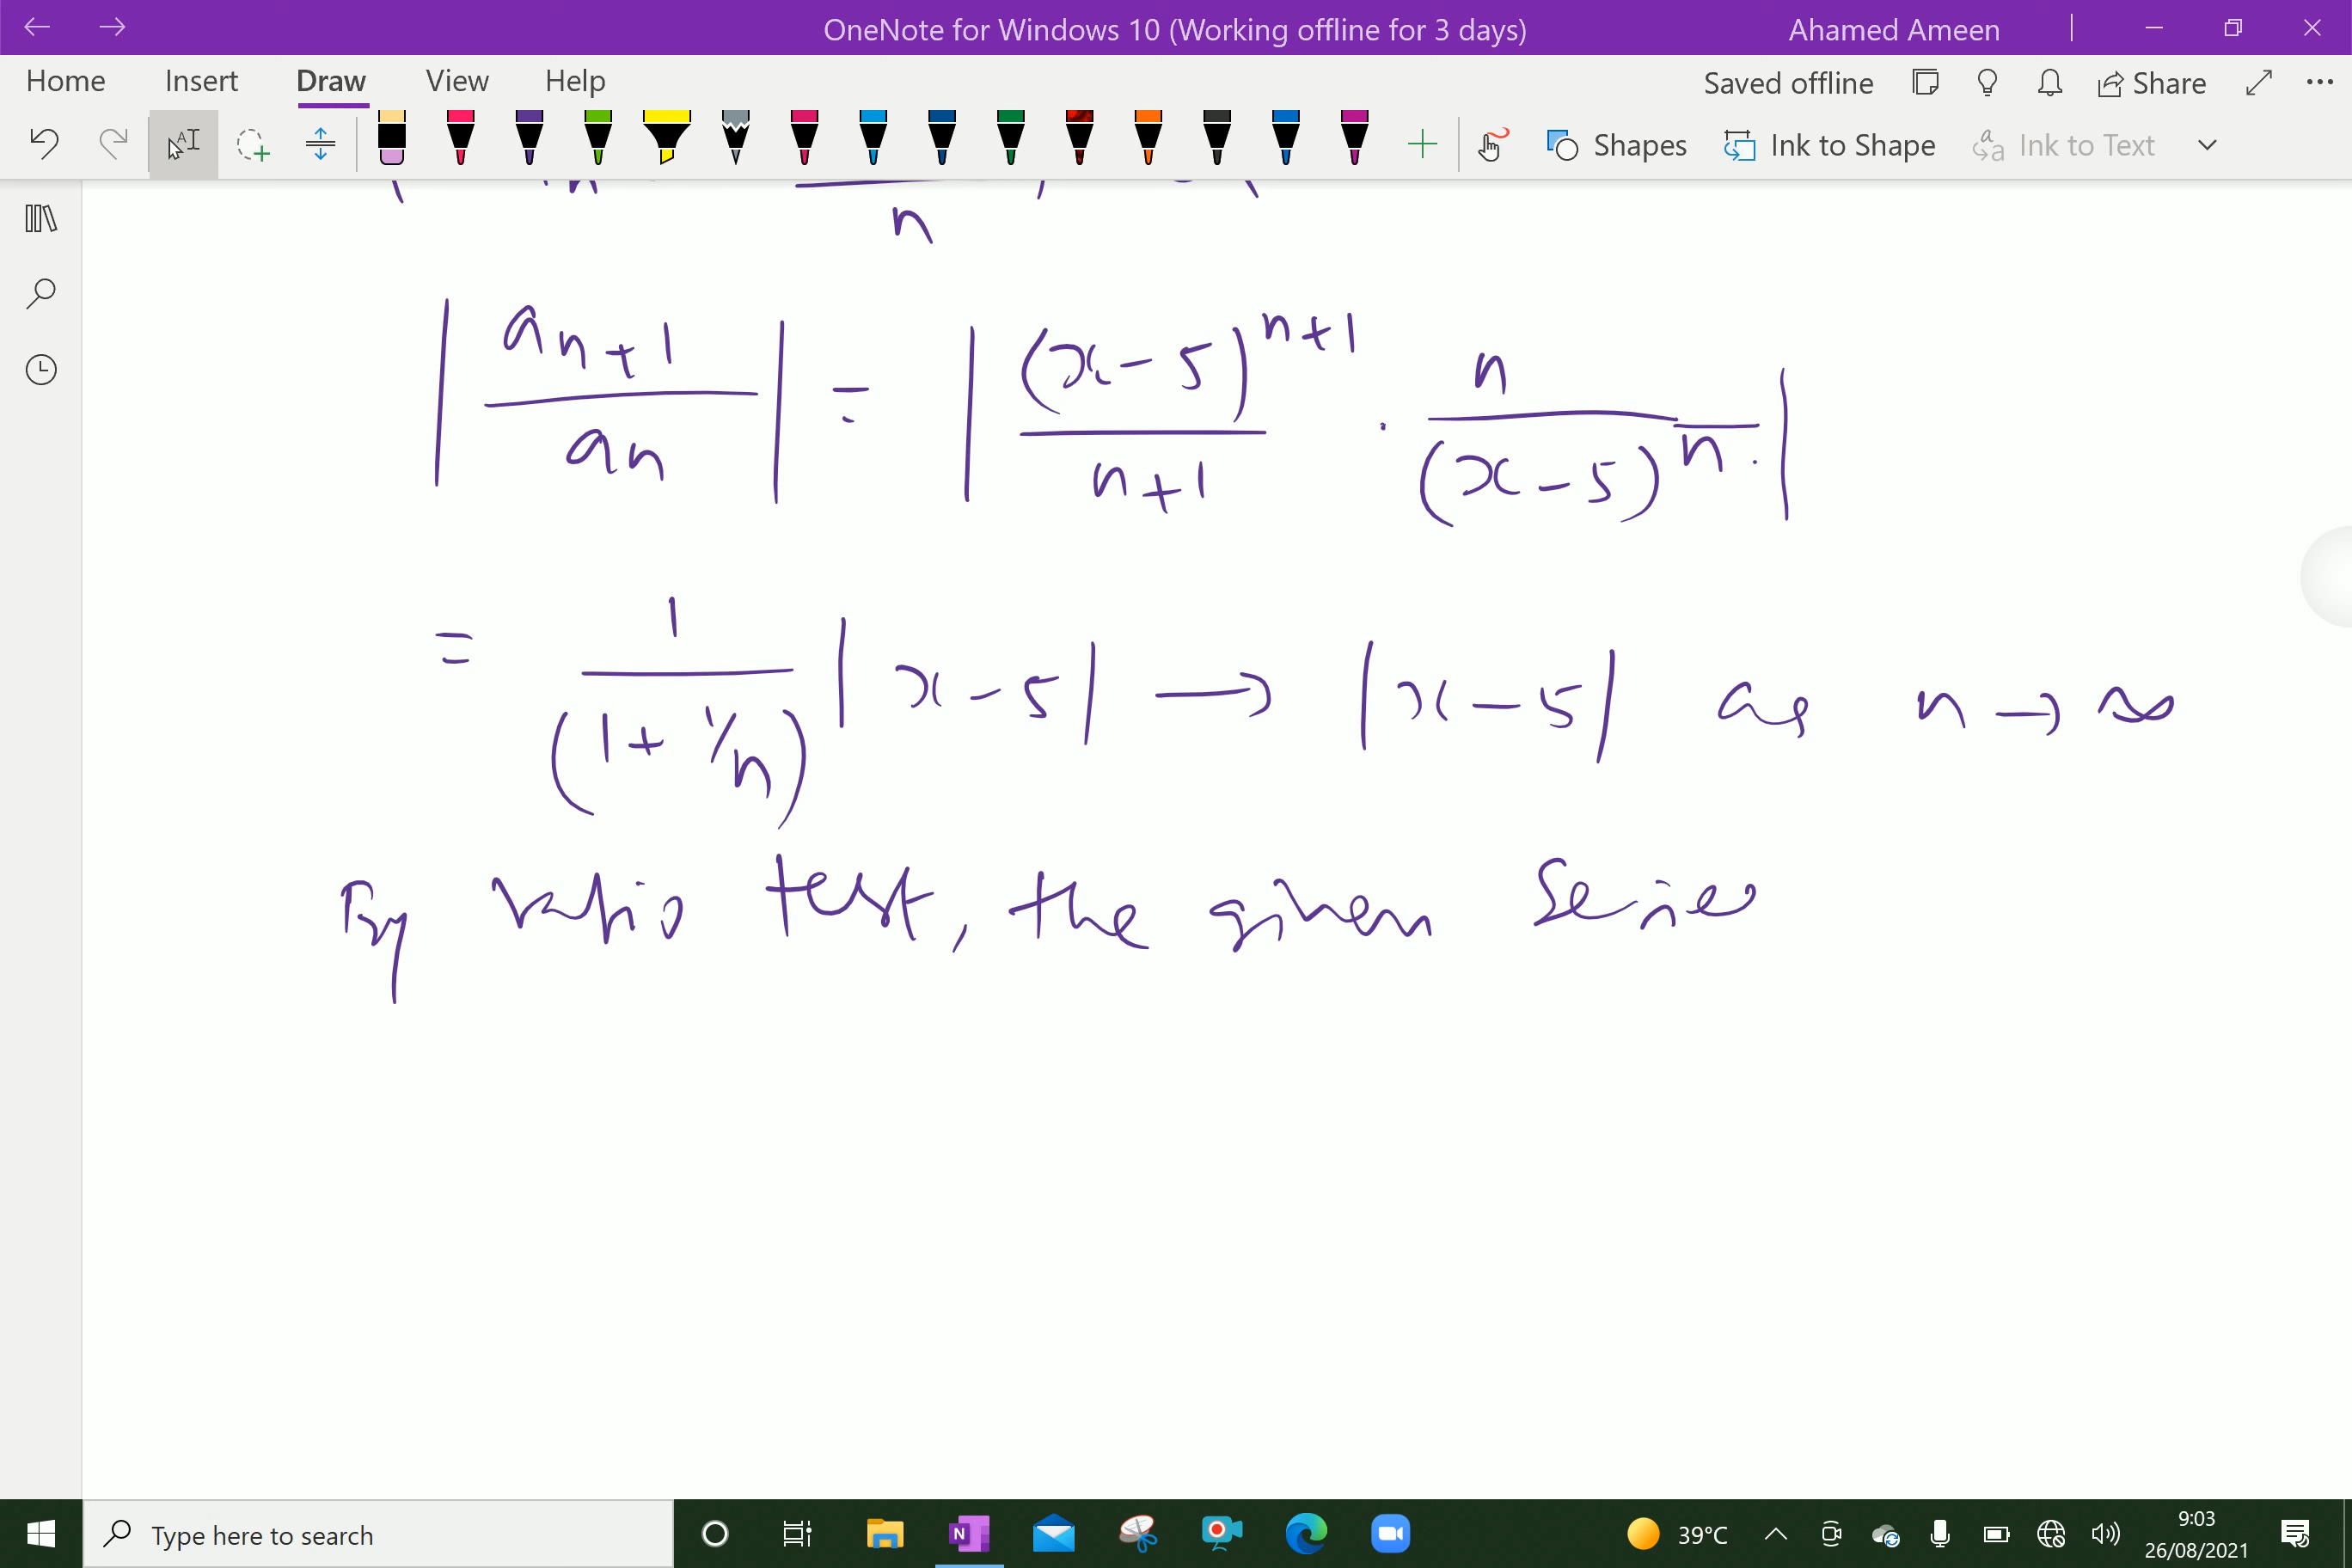 OneNote for Windows 10 (Working offline for 3 days) Ahamed Ameen
Home Insert Draw View Help Saved offline Share
Shapes Ink to Shape Ink to Text
n
| an+1 / an | = | (x-5)^n+1 / n+1 · n / (x-5)^n |
= 1 / (1 + 1/n) | x-5 | → | x-5 | as n → ∞
By ratio test, the given Series
Type here to search 39°C 9:03
26/08/2021